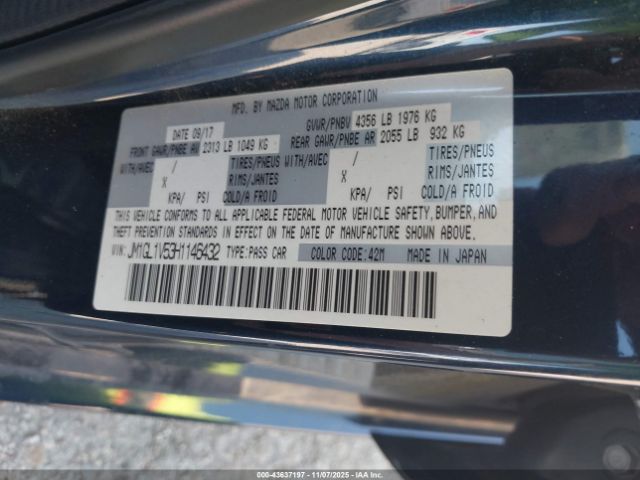 MFD. BY MAZDA MOTOR CORPORATION
DATE 09/17 GVWR/PNBV 4356 LB 1976 KG
FRONT GAWR/PNBE AV 2313 LB 1049 KG REAR GAWR/PNBE AR 2055 LB 932 KG
WITH/AVEC / TIRES/PNEUS WITH/AVEC / TIRES/PNEUS
X RIMS/JANTES X RIMS/JANTES
KPA/ PSI COLD/A FROID KPA/ PSI COLD/A FROID
THIS VEHICLE CONFORMS TO ALL APPLICABLE FEDERAL MOTOR VEHICLE SAFETY, BUMPER, AND
THEFT PREVENTION STANDARDS IN EFFECT ON THE DATE OF MANUFACTURE SHOWN ABOVE.
VIN: JM1GL1V53H1145432 TYPE: PASS CAR COLOR CODE: 42M MADE IN JAPAN
000-43637197 - 11/07/2025 - IAA Inc.